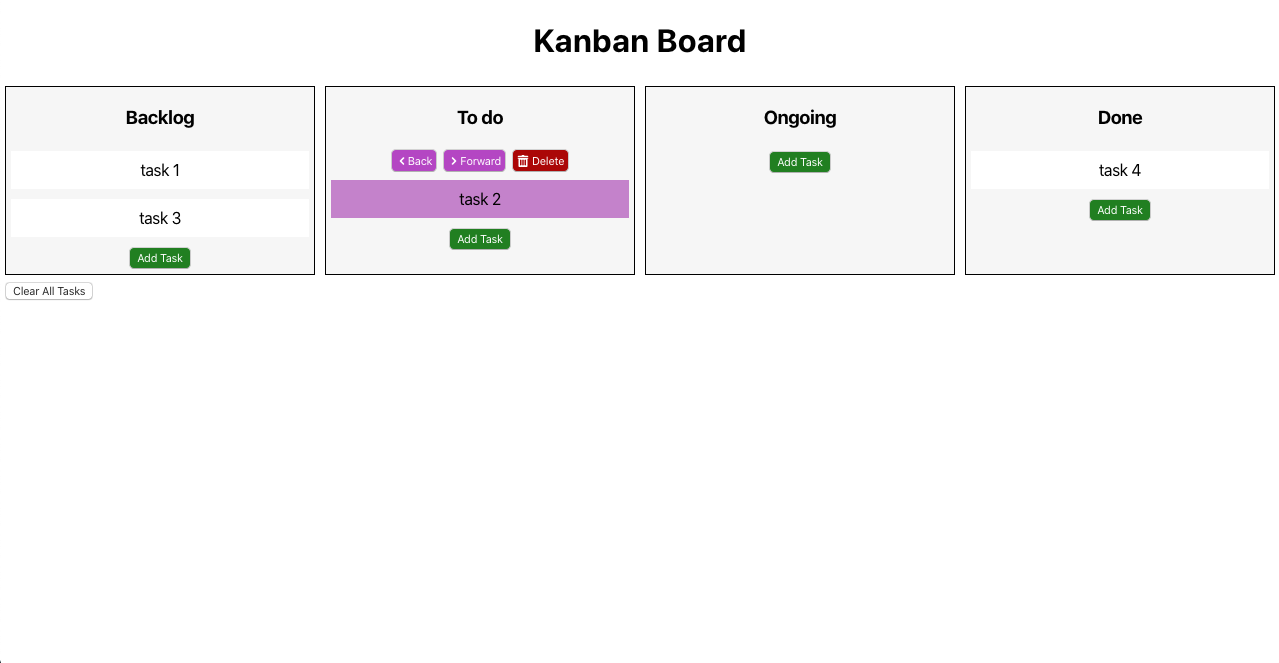 Kanban Board
Backlog
task 1
task 3
Add Task
To do
Back Forward Delete
task 2
Add Task
Ongoing
Add Task
Done
task 4
Add Task
Clear All Tasks